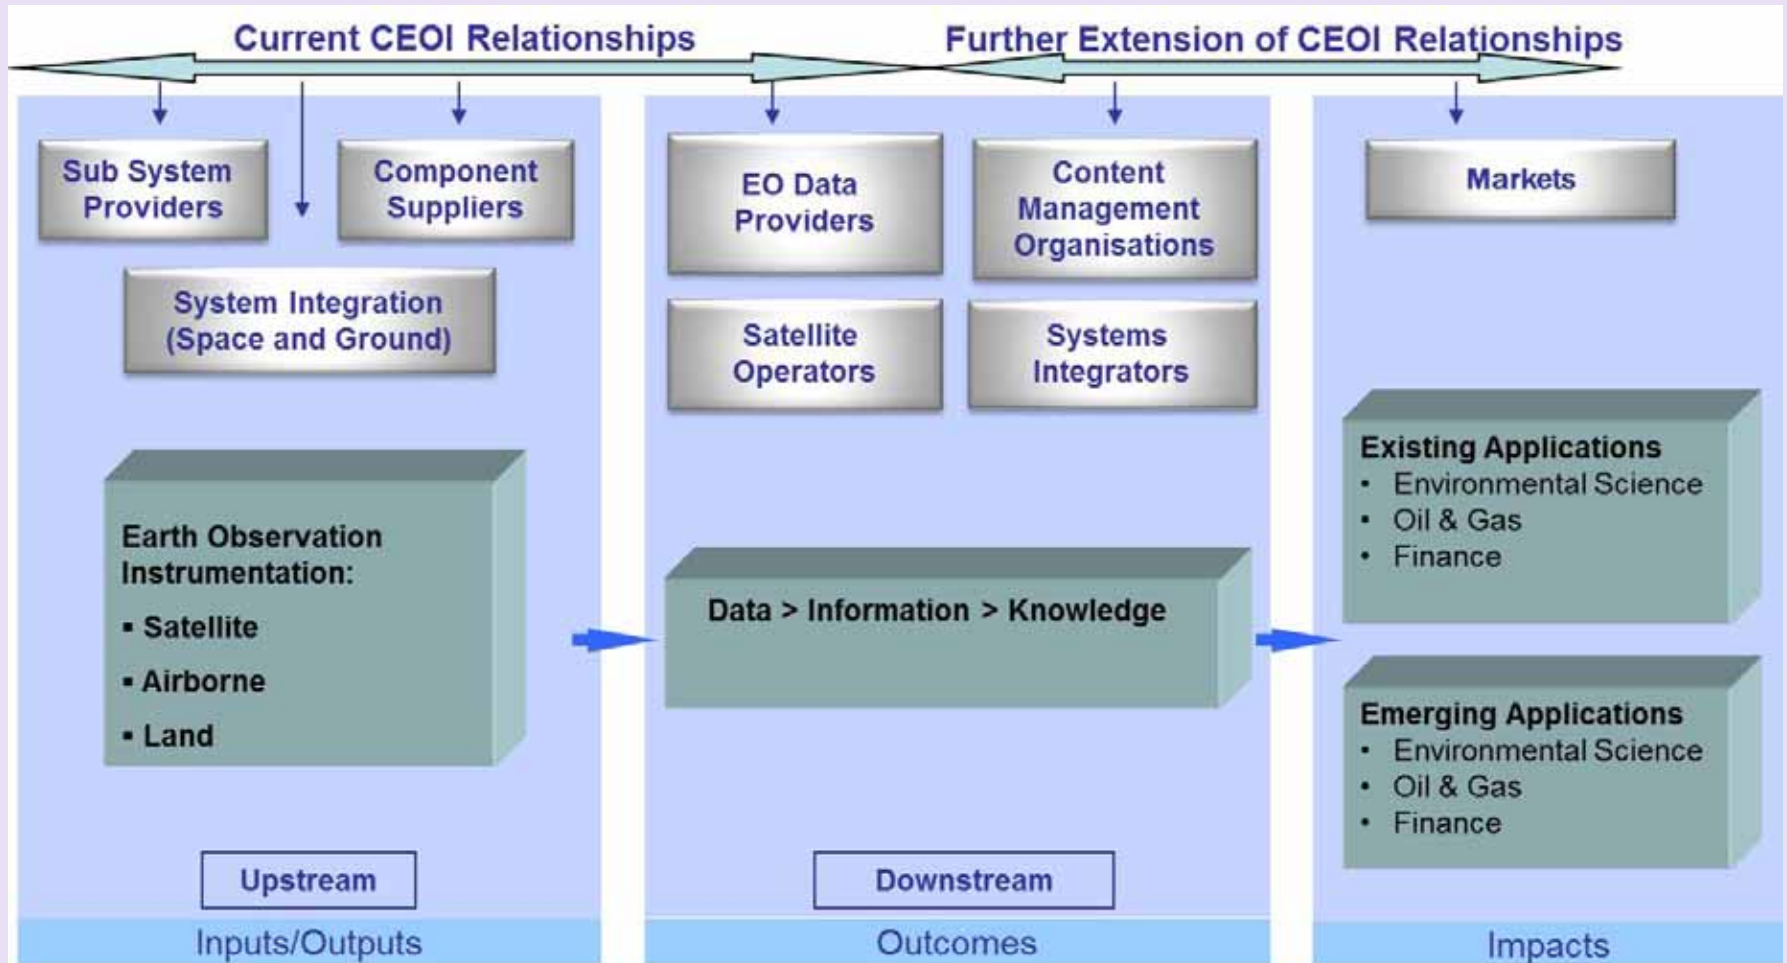 Current CEOI Relationships
Further Extension of CEOI Relationships
Sub System
Providers
Component
Suppliers
System Integration
(Space and Ground)
EO Data
Providers
Content
Management
Organisations
Satellite
Operators
Systems
Integrators
Markets
Earth Observation
Instrumentation:
▪ Satellite
▪ Airborne
▪ Land
Data > Information > Knowledge
Existing Applications
• Environmental Science
• Oil & Gas
• Finance
Emerging Applications
• Environmental Science
• Oil & Gas
• Finance
Upstream
Downstream
Inputs/Outputs
Outcomes
Impacts